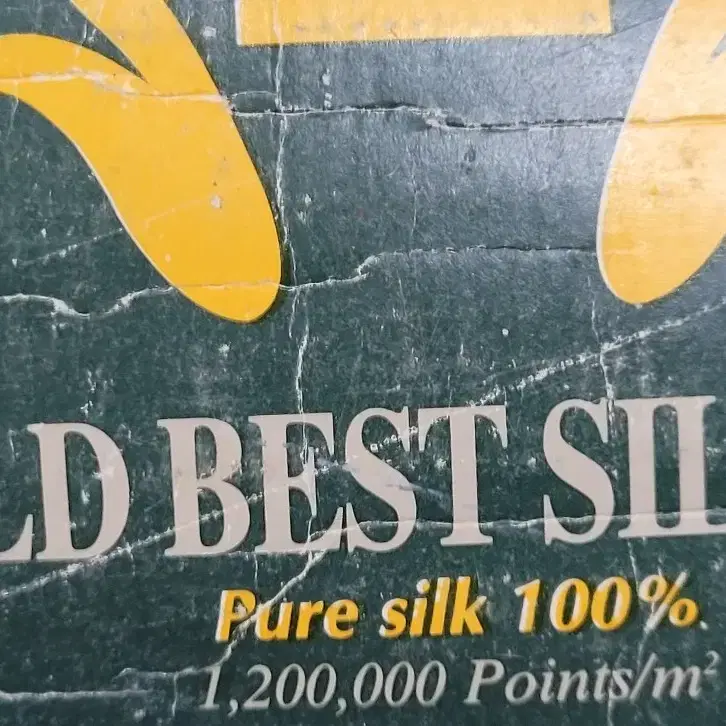 LD BEST SIL
Pure silk 100%
1,200,000 Points/m²